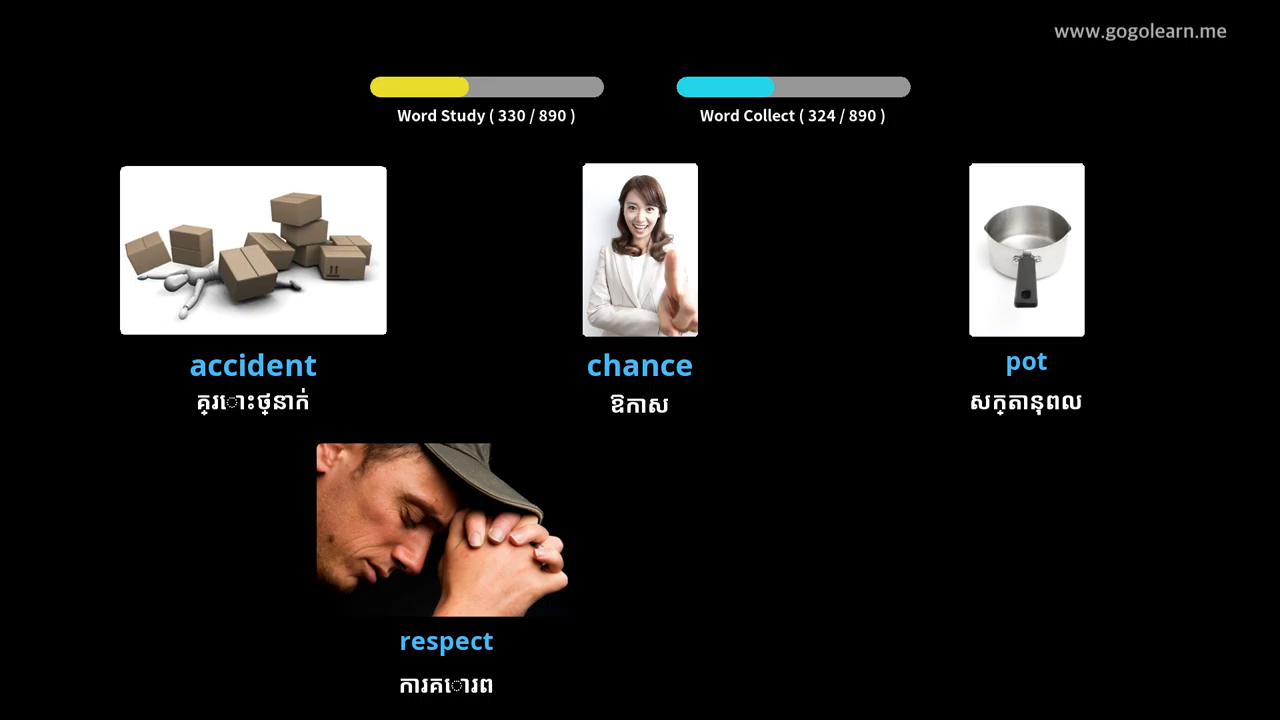 www.gogolearn.me
Word Study ( 330 / 890 )
Word Collect ( 324 / 890 )
accident
chance
pot
គ្រោះថ្នាក់
ឱកាស
សក្តានុពល
respect
ការគោរព